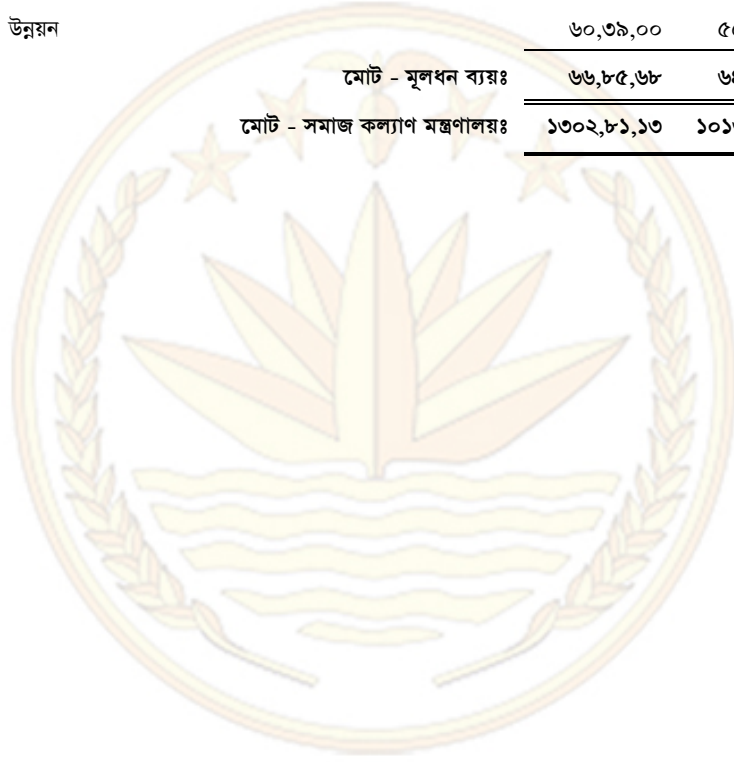 উন্নয়ন ৬০,৩৯,০০
মোট - মূলধন ব্যয়ঃ ৬৬,৮৫,৬৮
মোট - সমাজ কল্যাণ মন্ত্রণালয়ঃ ১৩০২,৮১,১৩